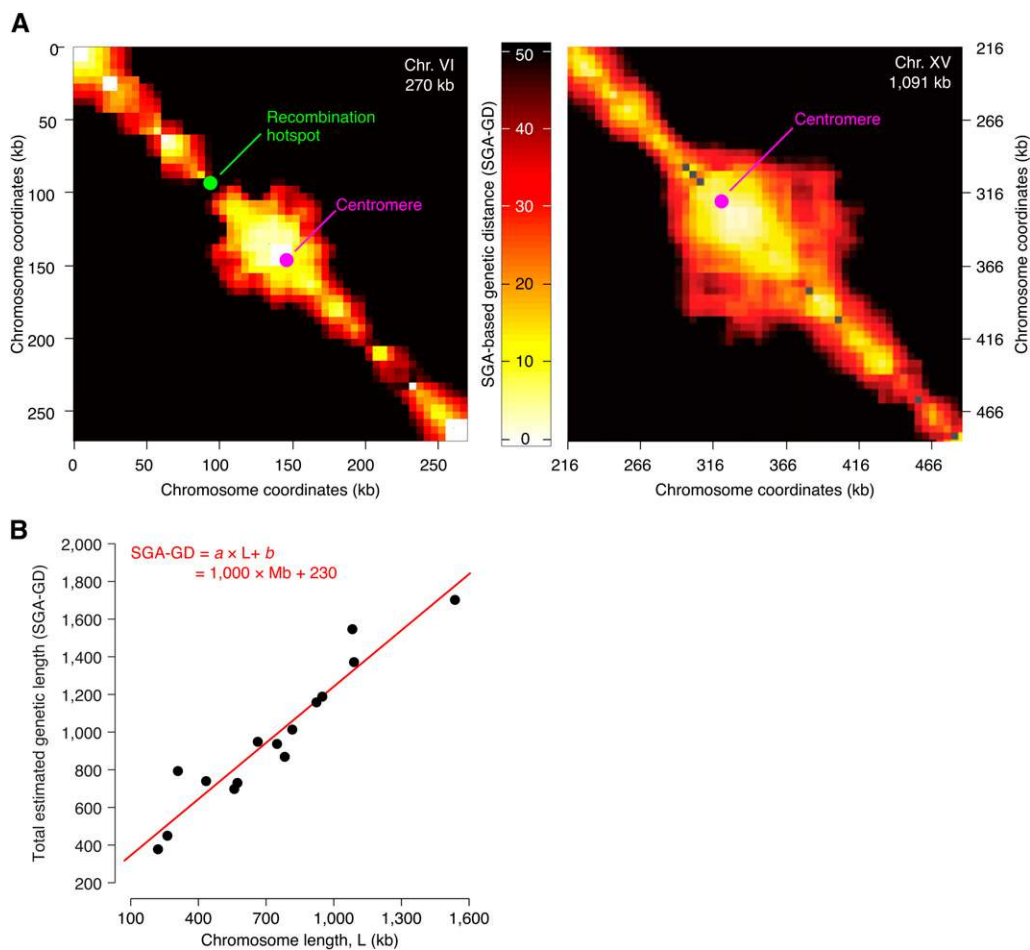 A
Chr. VI
270 kb
Recombination
hotspot
Centromere
0
50
100
150
200
250
Chromosome coordinates (kb)
0 50 100 150 200 250
Chromosome coordinates (kb)
50
40
30
20
10
0
SGA-based genetic distance (SGA-GD)
Chr. XV
1,091 kb
Centromere
216
266
316
366
416
466
Chromosome coordinates (kb)
216 266 316 366 416 466
Chromosome coordinates (kb)
B
SGA-GD = a × L+ b
= 1,000 × Mb + 230
2,000
1,800
1,600
1,400
1,200
1,000
800
600
400
200
Total estimated genetic length (SGA-GD)
100 400 700 1,000 1,300 1,600
Chromosome length, L (kb)